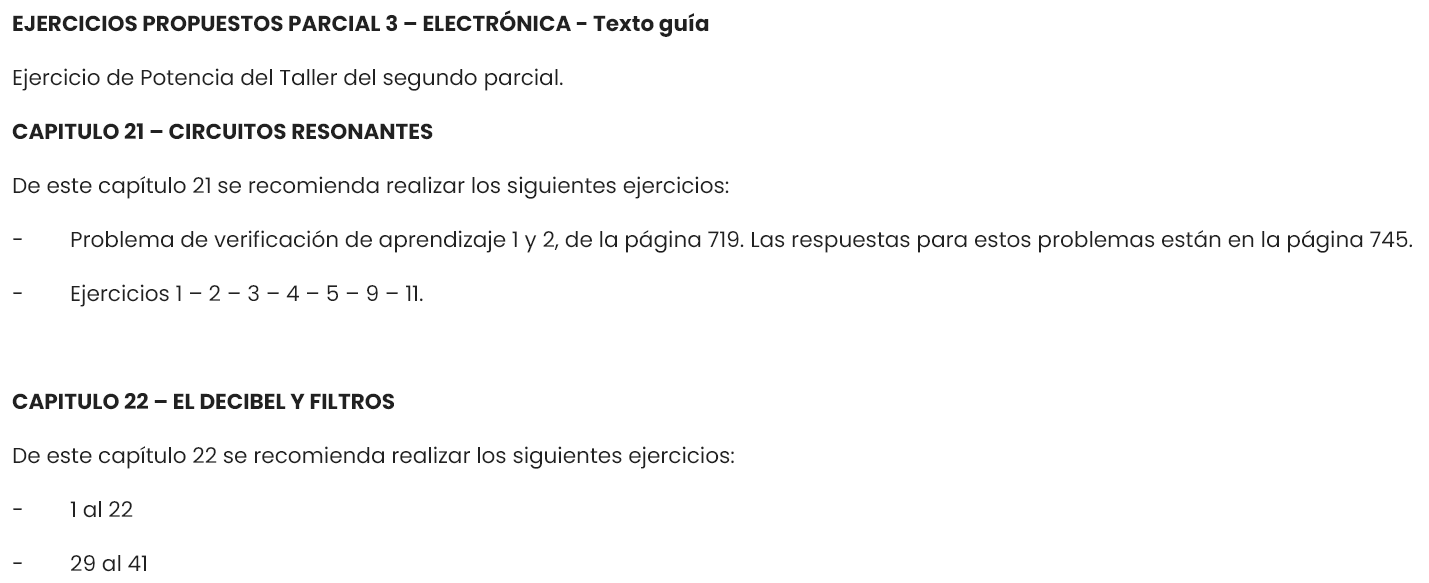 EJERCICIOS PROPUESTOS PARCIAL 3 – ELECTRÓNICA - Texto guía
Ejercicio de Potencia del Taller del segundo parcial.
CAPITULO 21 – CIRCUITOS RESONANTES
De este capítulo 21 se recomienda realizar los siguientes ejercicios:
- Problema de verificación de aprendizaje 1 y 2, de la página 719. Las respuestas para estos problemas están en la página 745.
- Ejercicios 1 – 2 – 3 – 4 – 5 – 9 – 11.
CAPITULO 22 – EL DECIBEL Y FILTROS
De este capítulo 22 se recomienda realizar los siguientes ejercicios:
- 1 al 22
- 29 al 41